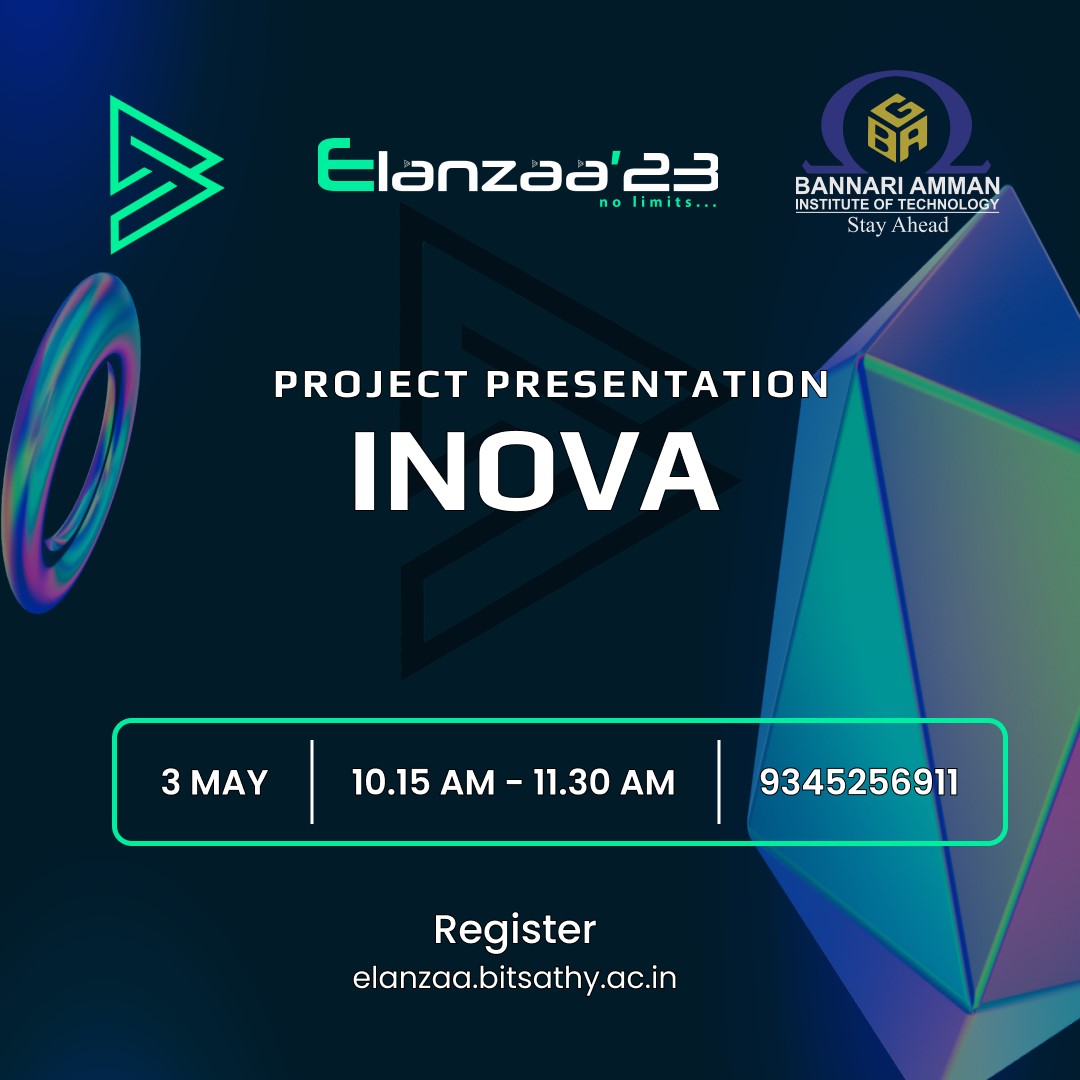 Elanzaa'23
no limits...
GBA
BANNARI AMMAN
INSTITUTE OF TECHNOLOGY
Stay Ahead
PROJECT PRESENTATION
INOVA
3 MAY
10.15 AM - 11.30 AM
9345256911
Register
elanzaa.bitsathy.ac.in